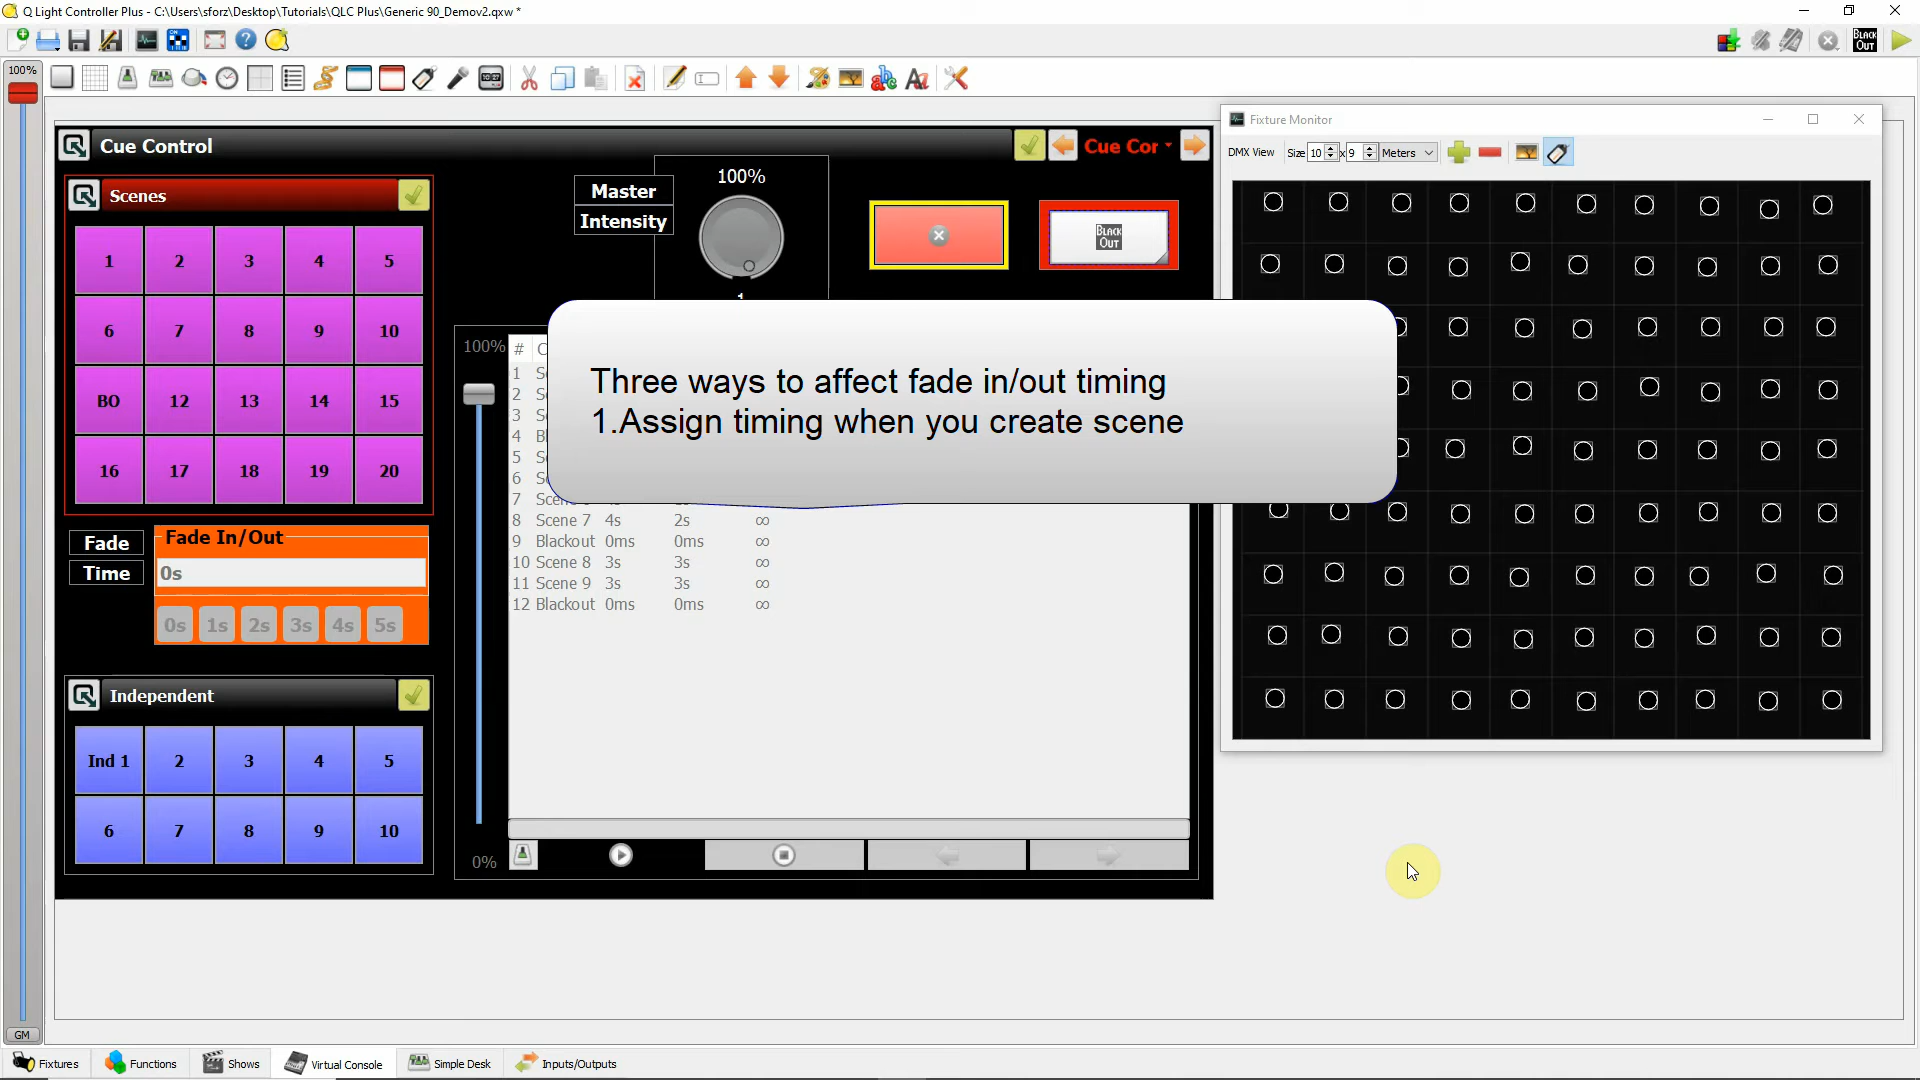 Q Light Controller Plus - C:\Users\sforz\Desktop\Tutorials\QLC Plus\Generic 90_Demov2.qxw *
100%
BLACK OUT
Cue Control
Cue Cor
Scenes
1 2 3 4 5
6 7 8 9 10
BO 12 13 14 15
16 17 18 19 20
Master
Intensity
100%
1
BLACK
OUT
Fade
Time
Fade In/Out
0s
0s 1s 2s 3s 4s 5s
Independent
Ind 1 2 3 4 5
6 7 8 9 10
100%
0%
#
1
2
3
4
5
6
7
8 Scene 7 4s 2s ∞
9 Blackout 0ms 0ms ∞
10 Scene 8 3s 3s ∞
11 Scene 9 3s 3s ∞
12 Blackout 0ms 0ms ∞
Three ways to affect fade in/out timing
1.Assign timing when you create scene
Fixture Monitor
DMX View Size 10 x 9 Meters
GM
Fixtures Functions Shows Virtual Console Simple Desk Inputs/Outputs